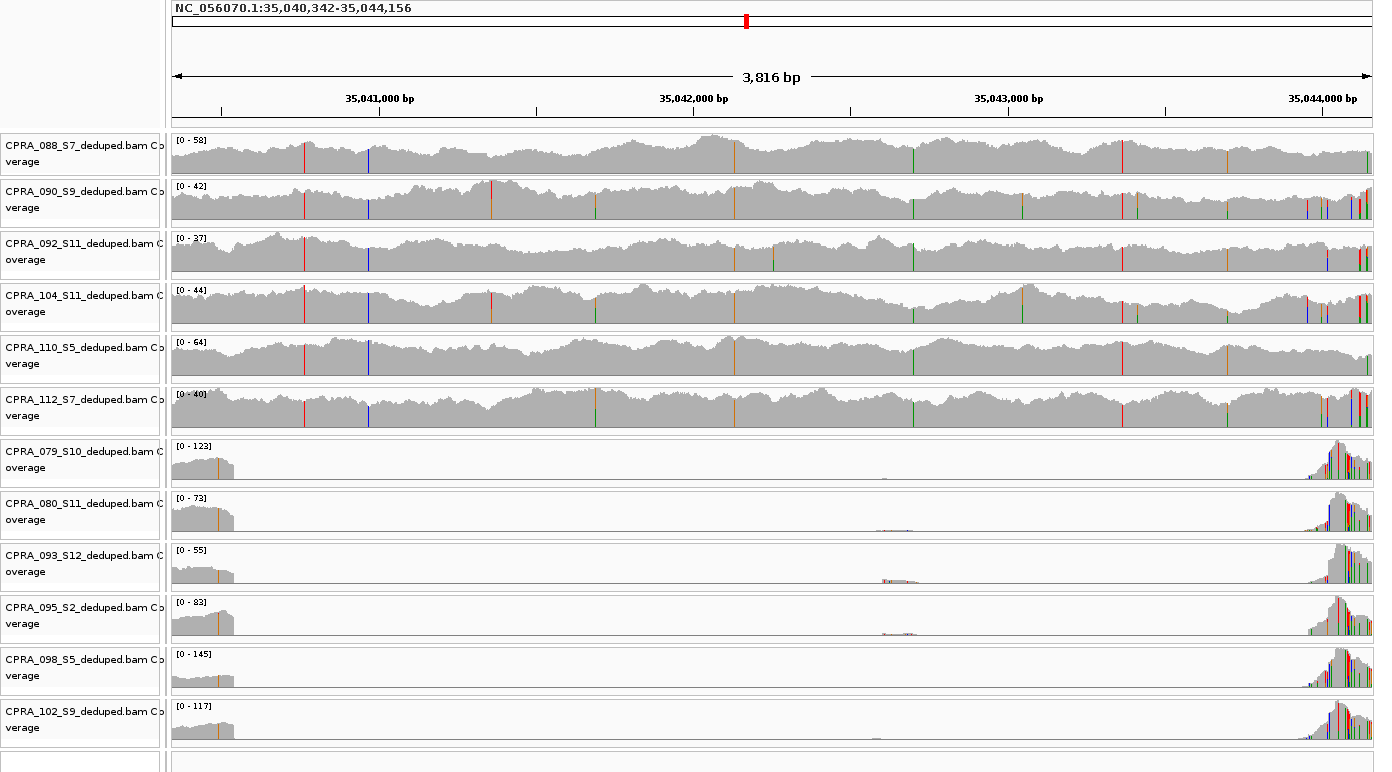 NC_056070.1:35,040,342-35,044,156
3,816 bp
35,041,000 bp 35,042,000 bp 35,043,000 bp 35,044,000 bp
CPRA_088_S7_deduped.bam Co
verage
[0 - 58]
CPRA_090_S9_deduped.bam Co
verage
[0 - 42]
CPRA_092_S11_deduped.bam C
overage
[0 - 37]
CPRA_104_S11_deduped.bam C
overage
[0 - 44]
CPRA_110_S5_deduped.bam Co
verage
[0 - 64]
CPRA_112_S7_deduped.bam Co
verage
[0 - 40]
CPRA_079_S10_deduped.bam C
overage
[0 - 123]
CPRA_080_S11_deduped.bam C
overage
[0 - 73]
CPRA_093_S12_deduped.bam C
overage
[0 - 55]
CPRA_095_S2_deduped.bam Co
verage
[0 - 83]
CPRA_098_S5_deduped.bam Co
verage
[0 - 145]
CPRA_102_S9_deduped.bam Co
verage
[0 - 117]